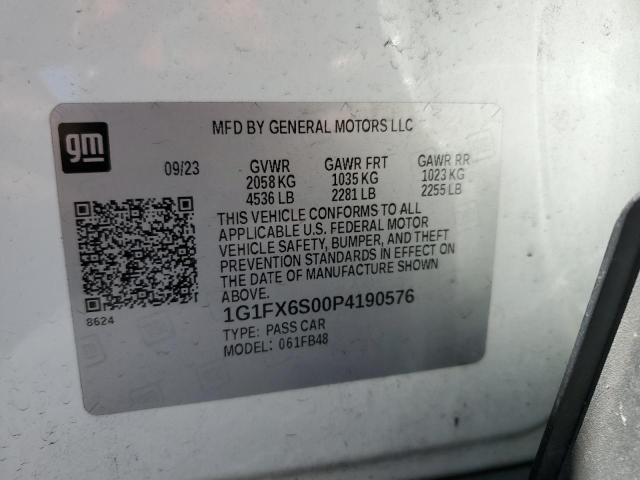 gm
MFD BY GENERAL MOTORS LLC
09/23 GVWR GAWR FRT GAWR RR
2058 KG 1035 KG 1023 KG
4536 LB 2281 LB 2255 LB
THIS VEHICLE CONFORMS TO ALL
APPLICABLE U.S. FEDERAL MOTOR
VEHICLE SAFETY, BUMPER, AND THEFT
PREVENTION STANDARDS IN EFFECT ON
THE DATE OF MANUFACTURE SHOWN
ABOVE.
8624
1G1FX6S00P4190576
TYPE: PASS CAR
MODEL: 061FB48